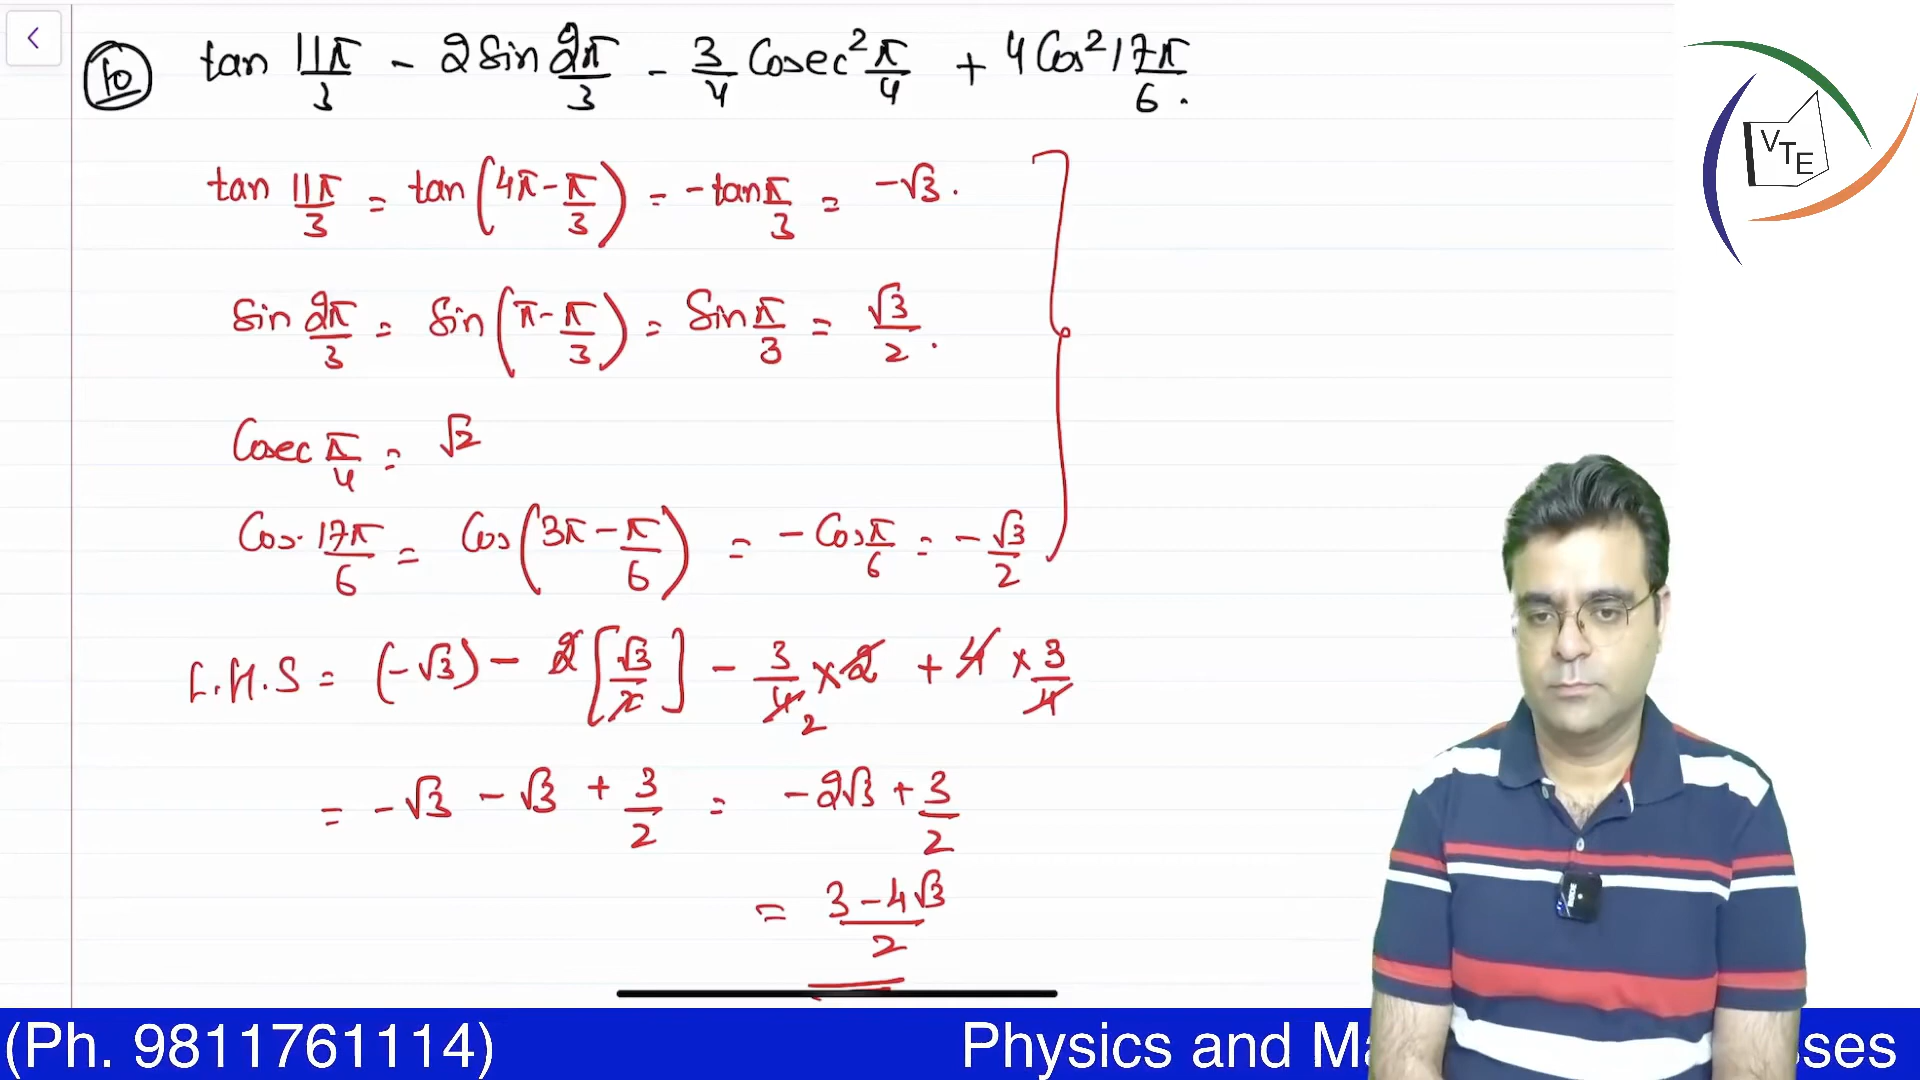 10 tan 11π/3 - 2 Sin 2π/3 - 3/4 Cosec² π/4 + 4 Cos² 17π/6.
tan 11π/3 = tan(4π - π/3) = -tan π/3 = -√3.
Sin 2π/3 = Sin(π - π/3) = Sin π/3 = √3/2.
Cosec π/4 = √2
Cos 17π/6 = Cos(3π - π/6) = -Cos π/6 = -√3/2
L.H.S = (-√3) - 2[√3/2] - 3/4 2 × 2 + 4 × 3/4
= -√3 - √3 + 3/2 = -2√3 + 3/2
= 3-4√3/2
VTE
(Ph. 9811761114) Physics and Ma sses